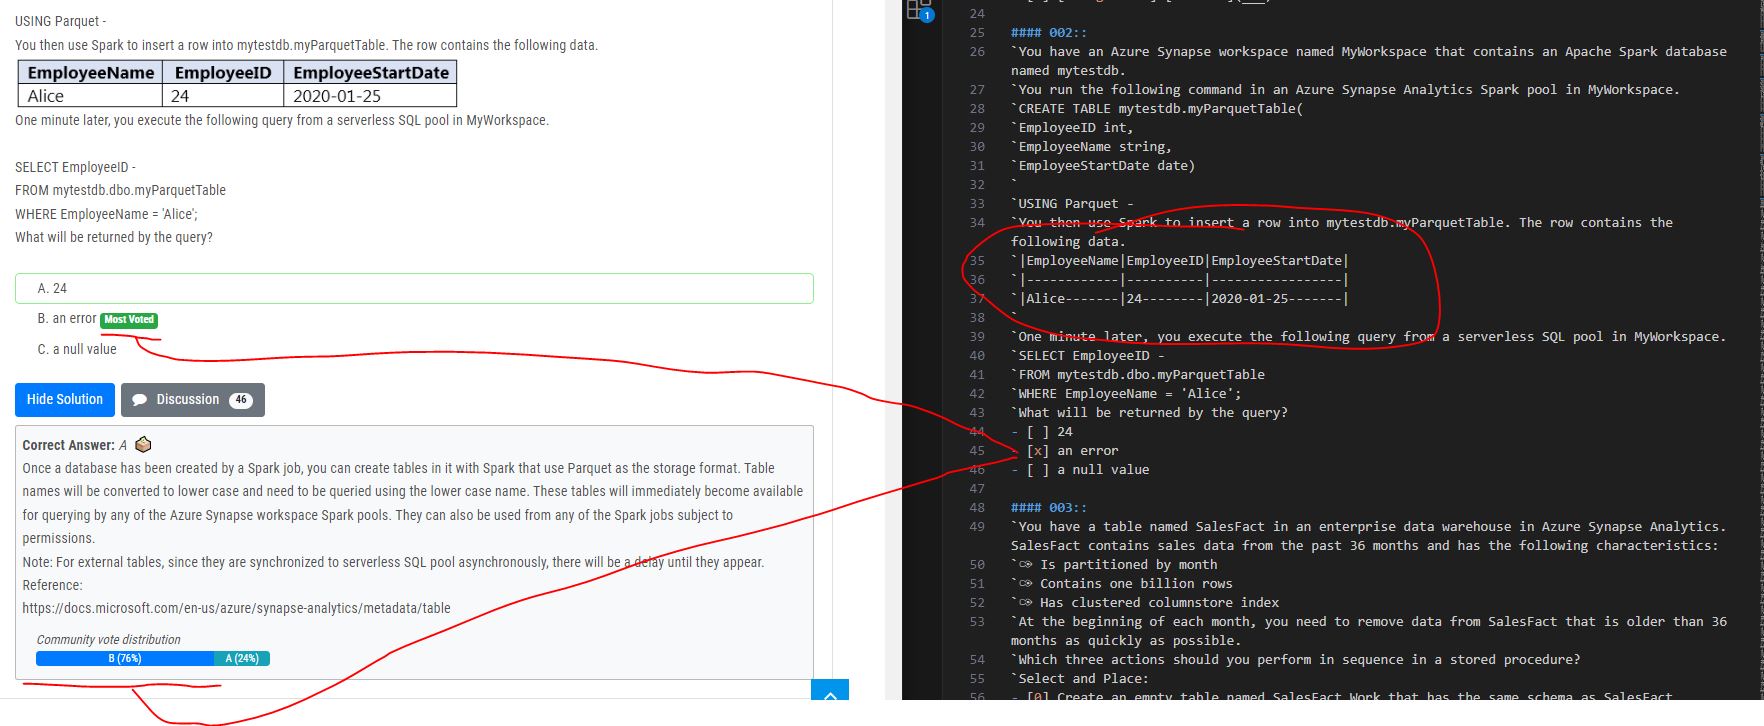 USING Parquet -
You then use Spark to insert a row into mytestdb.myParquetTable. The row contains the following data.
EmployeeName EmployeeID EmployeeStartDate
Alice 24 2020-01-25
One minute later, you execute the following query from a serverless SQL pool in MyWorkspace.
SELECT EmployeeID -
FROM mytestdb.dbo.myParquetTable
WHERE EmployeeName = 'Alice';
What will be returned by the query?
A. 24
B. an error Most Voted
C. a null value
Hide Solution Discussion 46
Correct Answer: A
Once a database has been created by a Spark job, you can create tables in it with Spark that use Parquet as the storage format. Table
names will be converted to lower case and need to be queried using the lower case name. These tables will immediately become available
for querying by any of the Azure Synapse workspace Spark pools. They can also be used from any of the Spark jobs subject to
permissions.
Note: For external tables, since they are synchronized to serverless SQL pool asynchronously, there will be a delay until they appear.
Reference:
https://docs.microsoft.com/en-us/azure/synapse-analytics/metadata/table
Community vote distribution
B (76%) A (24%)
1
24
25 #### 002::
26 `You have an Azure Synapse workspace named MyWorkspace that contains an Apache Spark database
named mytestdb.
27 `You run the following command in an Azure Synapse Analytics Spark pool in MyWorkspace.
28 `CREATE TABLE mytestdb.myParquetTable(
29 `EmployeeID int,
30 `EmployeeName string,
31 `EmployeeStartDate date)
32 `
33 `USING Parquet -
34 `You then use Spark to insert a row into mytestdb.myParquetTable. The row contains the
following data.
35 `|EmployeeName|EmployeeID|EmployeeStartDate|
36 `|------------|----------|-----------------|
37 `|Alice-------|24--------|2020-01-25-------|
38 `
39 `One minute later, you execute the following query from a serverless SQL pool in MyWorkspace.
40 `SELECT EmployeeID -
41 `FROM mytestdb.dbo.myParquetTable
42 `WHERE EmployeeName = 'Alice';
43 `What will be returned by the query?
44 - [ ] 24
45 - [x] an error
46 - [ ] a null value
47
48 #### 003::
49 `You have a table named SalesFact in an enterprise data warehouse in Azure Synapse Analytics.
SalesFact contains sales data from the past 36 months and has the following characteristics:
50 `✑ Is partitioned by month
51 `✑ Contains one billion rows
52 `✑ Has clustered columnstore index
53 `At the beginning of each month, you need to remove data from SalesFact that is older than 36
months as quickly as possible.
54 `Which three actions should you perform in sequence in a stored procedure?
55 `Select and Place:
56 - [0] Create an empty table named SalesFact_Work that has the same schema as SalesFact